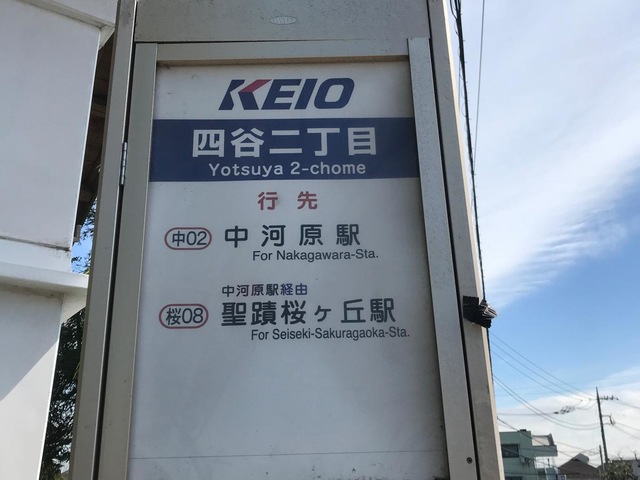 KEIO
四谷二丁目
Yotsuya 2-chome
行先
中02 中河原駅
For Nakagawara-Sta.
中河原駅経由
桜08 聖蹟桜ヶ丘駅
For Seiseki-Sakuragaoka-Sta.